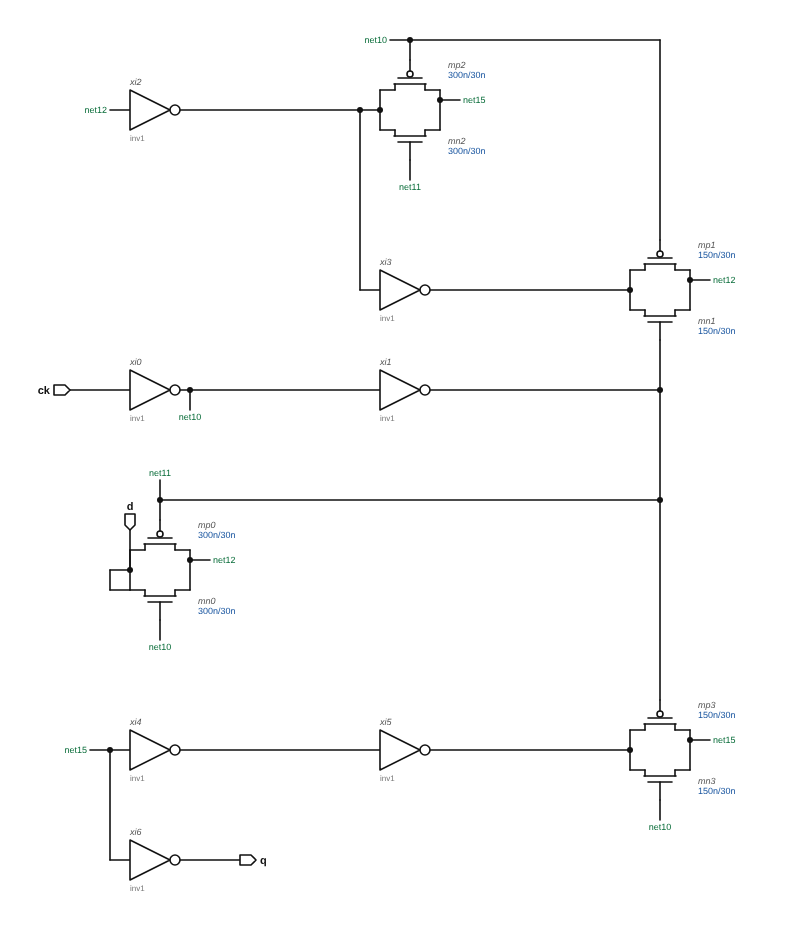 net10
mp2
300n/30n
xi2
net12
net15
inv1
mn2
300n/30n
net11
mp1
150n/30n
xi3
net12
inv1
mn1
150n/30n
xi0
xi1
ck
net10
inv1
inv1
net11
d
mp0
300n/30n
net12
mn0
300n/30n
net10
mp3
150n/30n
xi4
xi5
net15
net15
inv1
inv1
mn3
150n/30n
net10
xi6
q
inv1